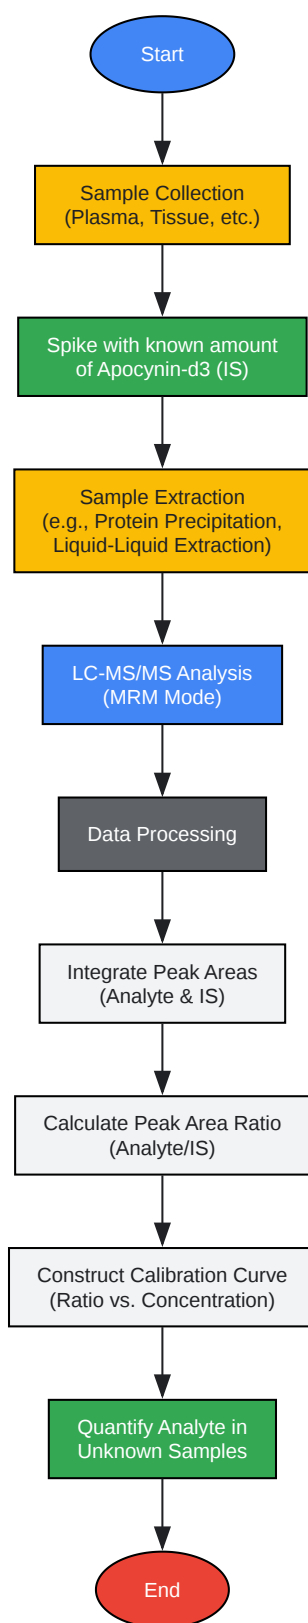 Start
Sample Collection
(Plasma, Tissue, etc.)
Spike with known amount
of Apocynin-d3 (IS)
Sample Extraction
(e.g., Protein Precipitation,
Liquid-Liquid Extraction)
LC-MS/MS Analysis
(MRM Mode)
Data Processing
Integrate Peak Areas
(Analyte & IS)
Calculate Peak Area Ratio
(Analyte/IS)
Construct Calibration Curve
(Ratio vs. Concentration)
Quantify Analyte in
Unknown Samples
End